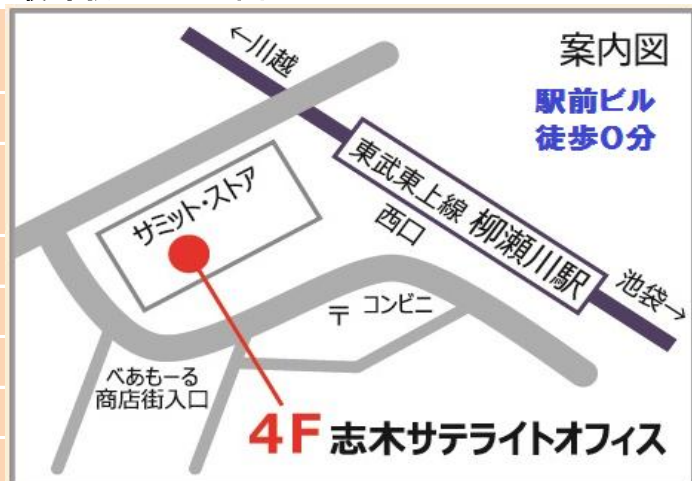 案内図
駅前ビル
徒歩0分
←川越
東武東上線 柳瀬川駅
西口
池袋→
サミット・ストア
〒 コンビニ
ぺあもーる
商店街入口
4F 志木サテライトオフィス